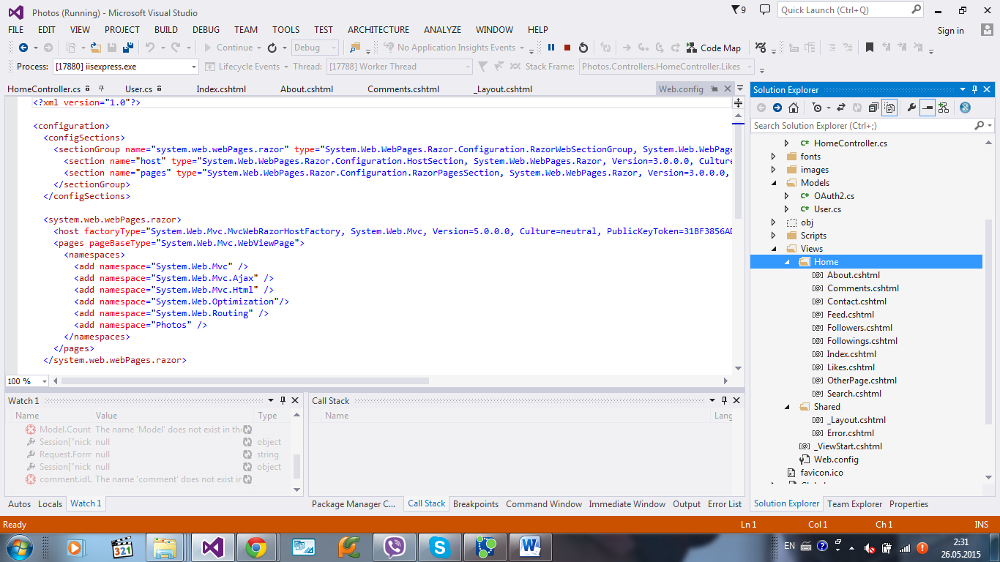 Photos (Running) - Microsoft Visual Studio
9
Quick Launch (Ctrl+Q)
FILE EDIT VIEW PROJECT BUILD DEBUG TEAM TOOLS TEST ARCHITECTURE ANALYZE WINDOW HELP
Sign in
Continue Debug No Application Insights Events Code Map
Process: [17880] iisexpress.exe Lifecycle Events Thread: [17788] Worker Thread Stack Frame: Photos.Controllers.HomeController.Likes
HomeController.cs User.cs Index.cshtml About.cshtml Comments.cshtml _Layout.cshtml Web.config
<?xml version="1.0"?>
<configuration>
<configSections>
<sectionGroup name="system.web.webPages.razor" type="System.Web.WebPages.Razor.Configuration.RazorWebSectionGroup, System.Web.WebPage
<section name="host" type="System.Web.WebPages.Razor.Configuration.HostSection, System.Web.WebPages.Razor, Version=3.0.0.0, Culture
<section name="pages" type="System.Web.WebPages.Razor.Configuration.RazorPagesSection, System.Web.WebPages.Razor, Version=3.0.0.0,
</sectionGroup>
</configSections>
<system.web.webPages.razor>
<host factoryType="System.Web.Mvc.MvcWebRazorHostFactory, System.Web.Mvc, Version=5.0.0.0, Culture=neutral, PublicKeyToken=31BF3856AD
<pages pageBaseType="System.Web.Mvc.WebViewPage">
<namespaces>
<add namespace="System.Web.Mvc" />
<add namespace="System.Web.Mvc.Ajax" />
<add namespace="System.Web.Mvc.Html" />
<add namespace="System.Web.Optimization"/>
<add namespace="System.Web.Routing" />
<add namespace="Photos" />
</namespaces>
</pages>
</system.web.webPages.razor>
100 %
Solution Explorer
Search Solution Explorer (Ctrl+;)
C# HomeController.cs
fonts
images
Models
C# OAuth2.cs
C# User.cs
obj
Scripts
Views
Home
[@] About.cshtml
[@] Comments.cshtml
[@] Contact.cshtml
[@] Feed.cshtml
[@] Followers.cshtml
[@] Followings.cshtml
[@] Index.cshtml
[@] Likes.cshtml
[@] OtherPage.cshtml
[@] Search.cshtml
Shared
[@] _Layout.cshtml
[@] Error.cshtml
[@] _ViewStart.cshtml
Web.config
favicon.ico
Solution Explorer Team Explorer Properties
Watch 1
Name Value Type
Model.Count The name 'Model' does not exist in the
Session["nick null object
Request.Form null string
Session["nick null object
comment.idU The name 'comment' does not exist in
Autos Locals Watch 1
Call Stack
Name Lang
Package Manager C... Call Stack Breakpoints Command Window Immediate Window Output Error List
Ready Ln 1 Col 1 Ch 1 INS
321
EN
2:31
26.05.2015